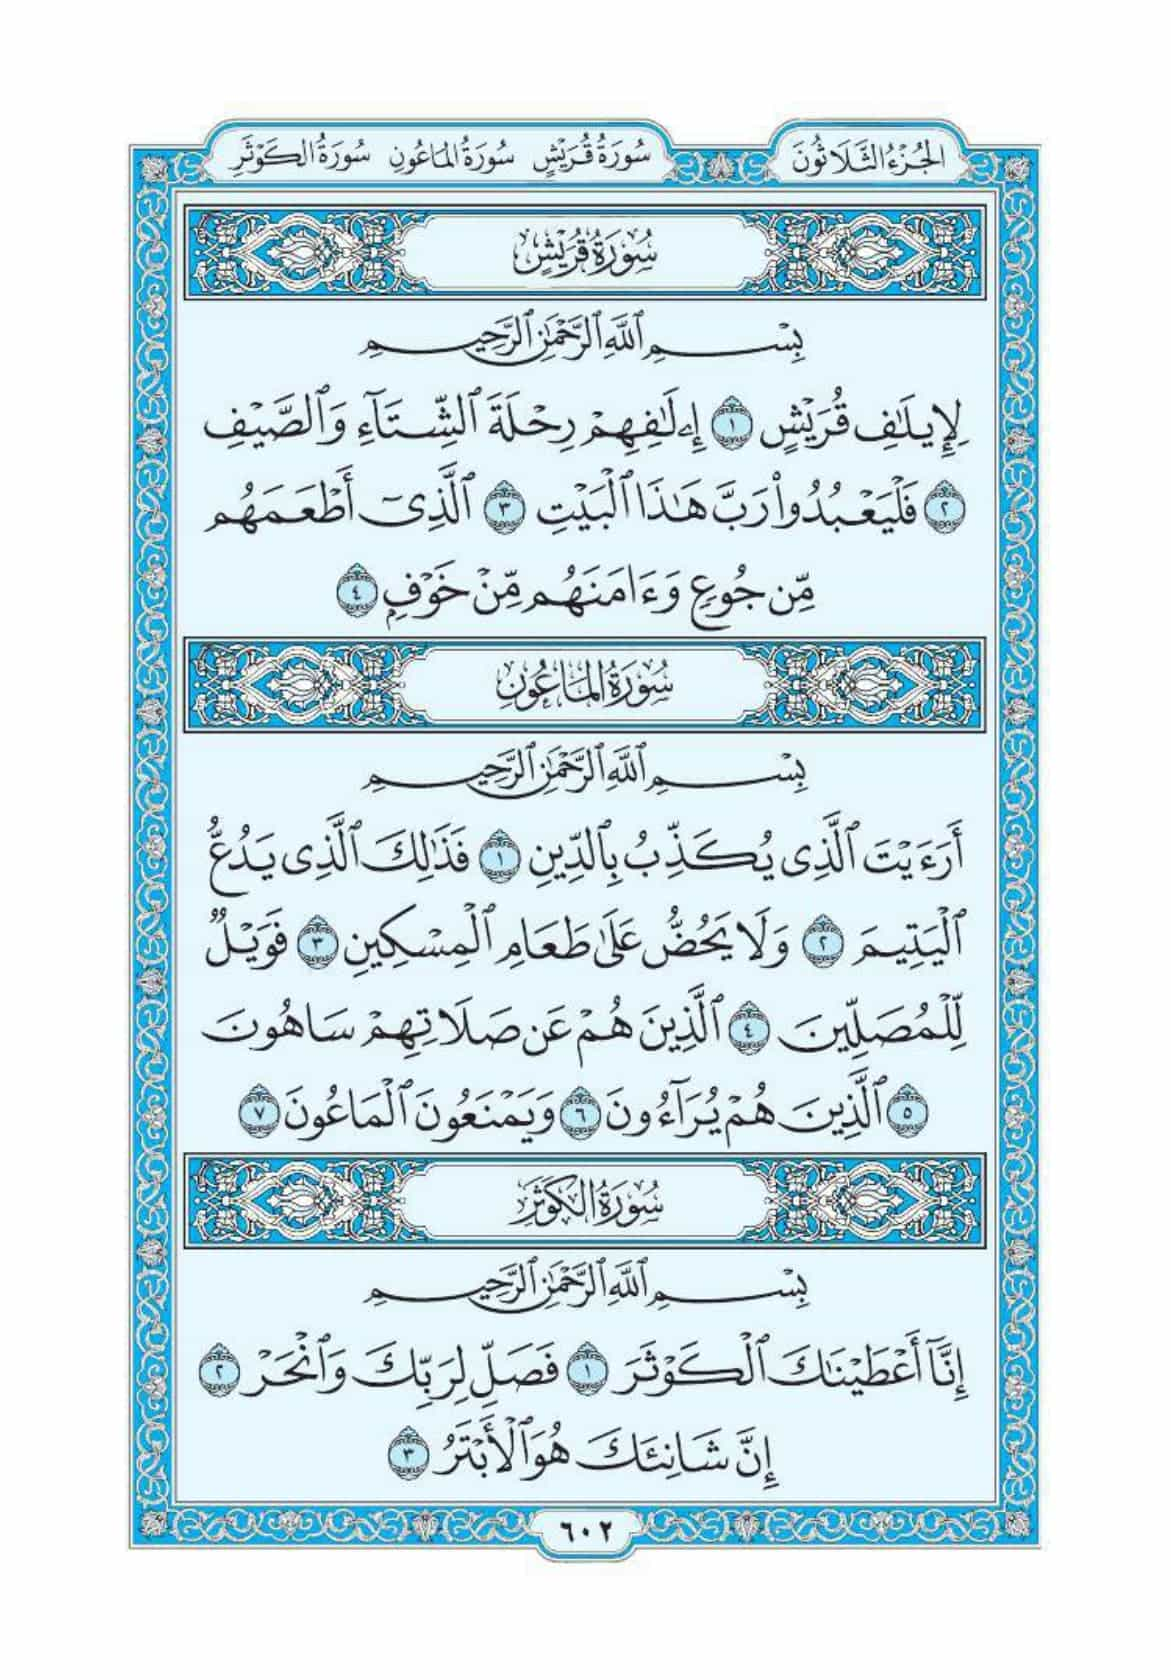 الجُزْءُ الثَّلَاثُونَ سُورَةُ قُرَيْشٍ سُورَةُ المَاعُونِ سُورَةُ الكَوْثَرِ
سُورَةُ قُرَيْشٍ
بِسْمِ ٱللَّهِ ٱلرَّحْمَٰنِ ٱلرَّحِيمِ
لِإِيلَٰفِ قُرَيْشٍ ١ إِۦلَٰفِهِمْ رِحْلَةَ ٱلشِّتَآءِ وَٱلصَّيْفِ
٢ فَلْيَعْبُدُوا۟ رَبَّ هَٰذَا ٱلْبَيْتِ ٣ ٱلَّذِىٓ أَطْعَمَهُم
مِّن جُوعٍ وَءَامَنَهُم مِّنْ خَوْفٍۭ ٤
سُورَةُ المَاعُونِ
بِسْمِ ٱللَّهِ ٱلرَّحْمَٰنِ ٱلرَّحِيمِ
أَرَءَيْتَ ٱلَّذِى يُكَذِّبُ بِٱلدِّينِ ١ فَذَٰلِكَ ٱلَّذِى يَدُعُّ
ٱلْيَتِيمَ ٢ وَلَا يَحُضُّ عَلَىٰ طَعَامِ ٱلْمِسْكِينِ ٣ فَوَيْلٌ
لِّلْمُصَلِّينَ ٤ ٱلَّذِينَ هُمْ عَن صَلَاتِهِمْ سَاهُونَ
٥ ٱلَّذِينَ هُمْ يُرَآءُونَ ٦ وَيَمْنَعُونَ ٱلْمَاعُونَ ٧
سُورَةُ الكَوْثَرِ
بِسْمِ ٱللَّهِ ٱلرَّحْمَٰنِ ٱلرَّحِيمِ
إِنَّآ أَعْطَيْنَٰكَ ٱلْكَوْثَرَ ١ فَصَلِّ لِرَبِّكَ وَٱنْحَرْ ٢
إِنَّ شَانِئَكَ هُوَ ٱلْأَبْتَرُ ٣
٦٠٢